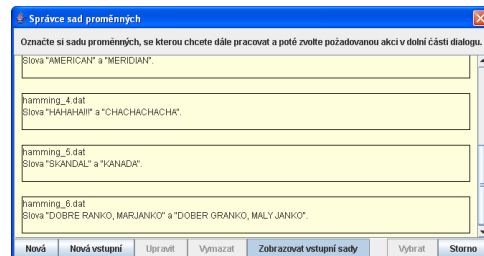 Správce sad proměnných
Označte si sadu proměnných, se kterou chcete dále pracovat a poté zvolte požadovanou akci v dolní části dialogu.
Slova "AMERICAN" a "MERIDIAN".
hamming_4.dat
Slova "HAHAHA!!!" a "CHACHACHACHA".
hamming_5.dat
Slova "SKANDAL" a "KANADA".
hamming_6.dat
Slova "DOBRE RANKO, MARJANKO" a "DOBER GRANKO, MALY JANKO".
Nová Nová vstupní Upravit Vymazat Zobrazovat vstupní sady Vybrat Storno